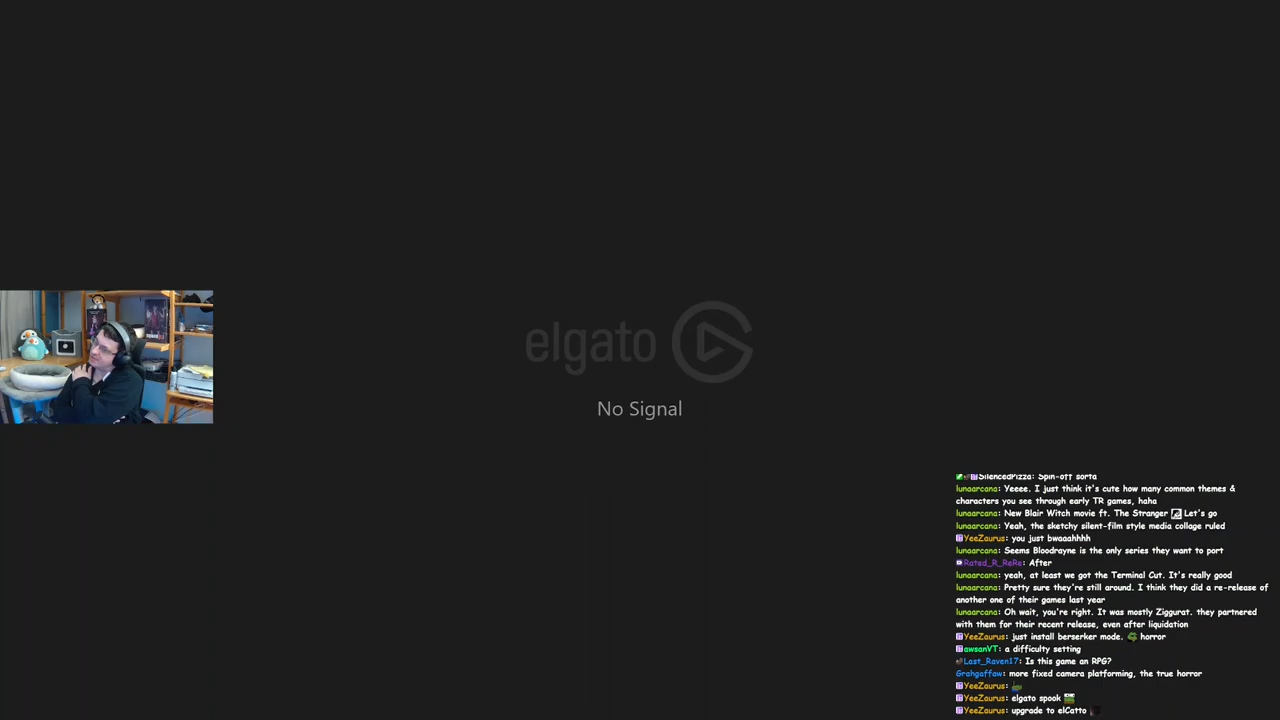 elgato
No Signal
SilencedPizza: Spin-off sorta
lunaarcana: Yeeee. I just think it's cute how many common themes &
characters you see through early TR games, haha
lunaarcana: New Blair Witch movie ft. The Stranger Let's go
lunaarcana: Yeah, the sketchy silent-film style media collage ruled
YeeZaurus: you just bwaaahhhh
lunaarcana: Seems Bloodrayne is the only series they want to port
Rated_R_ReRe: After
lunaarcana: yeah, at least we got the Terminal Cut. It's really good
lunaarcana: Pretty sure they're still around. I think they did a re-release of
another one of their games last year
lunaarcana: Oh wait, you're right. It was mostly Ziggurat. they partnered
with them for their recent release, even after liquidation
YeeZaurus: just install berserker mode. horror
awsanVT: a difficulty setting
Last_Raven17: Is this game an RPG?
Grahgaffaw: more fixed camera platforming, the true horror
YeeZaurus:
YeeZaurus: elgato spook
YeeZaurus: upgrade to elCatto